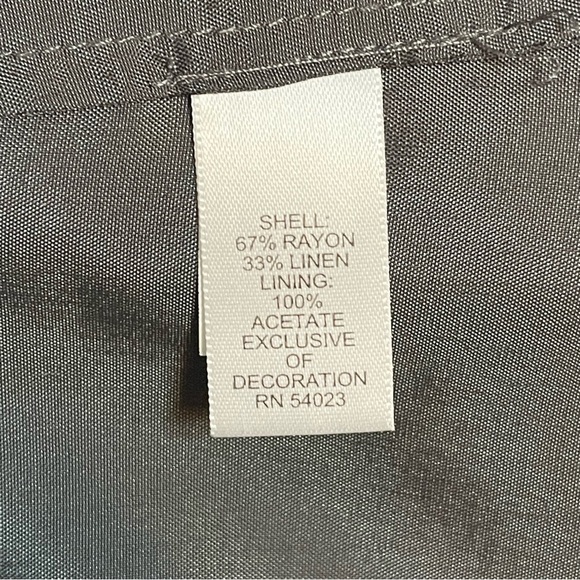 SHELL:
67% RAYON
33% LINEN
LINING:
100%
ACETATE
EXCLUSIVE
OF
DECORATION
RN 54023